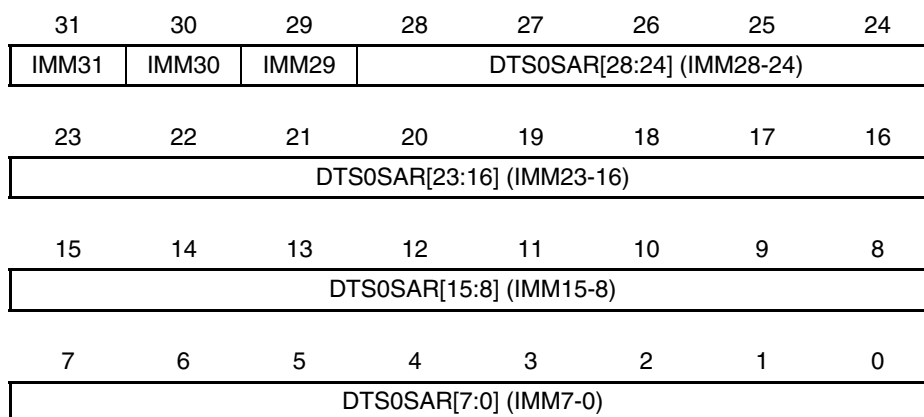 31 30 29 28 27 26 25 24
IMM31 IMM30 IMM29 DTS0SAR[28:24] (IMM28-24)
23 22 21 20 19 18 17 16
DTS0SAR[23:16] (IMM23-16)
15 14 13 12 11 10 9 8
DTS0SAR[15:8] (IMM15-8)
7 6 5 4 3 2 1 0
DTS0SAR[7:0] (IMM7-0)